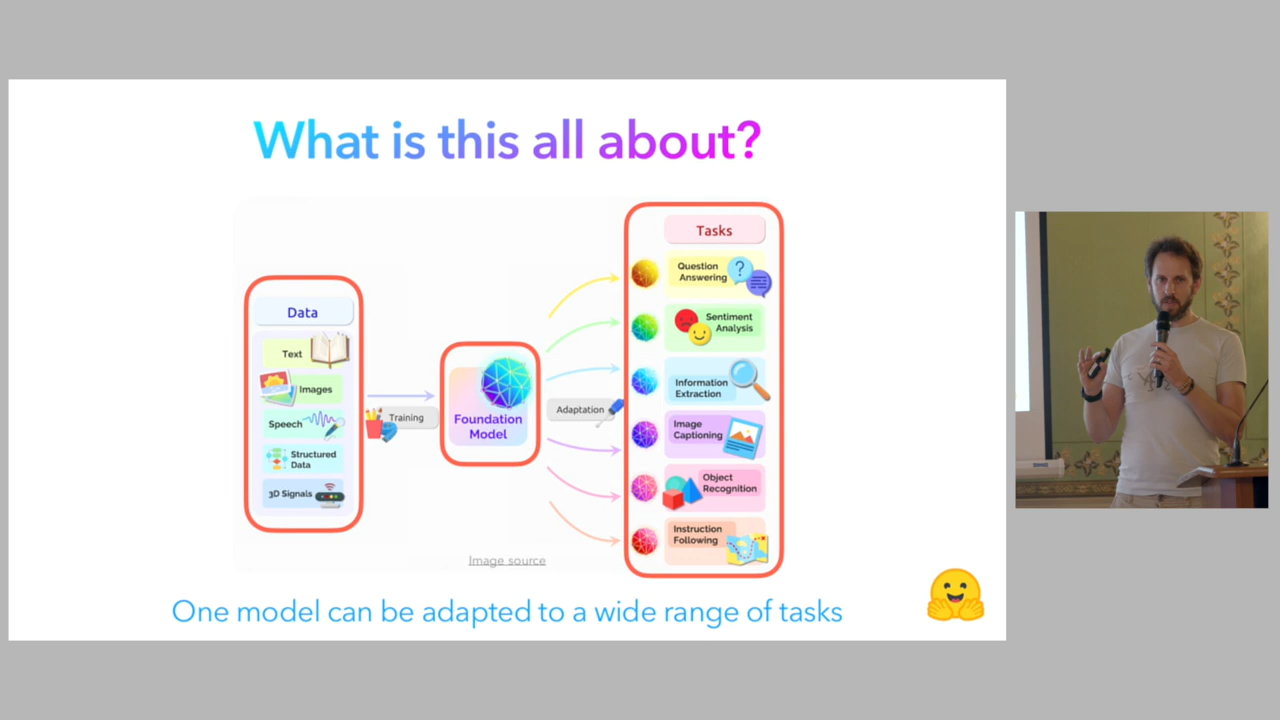 What is this all about?
Data
Text
Images
Speech
Structured
Data
3D Signals
Training
Foundation
Model
Adaptation
Tasks
Question
Answering
Sentiment
Analysis
Information
Extraction
Image
Captioning
Object
Recognition
Instruction
Following
Image source
One model can be adapted to a wide range of tasks